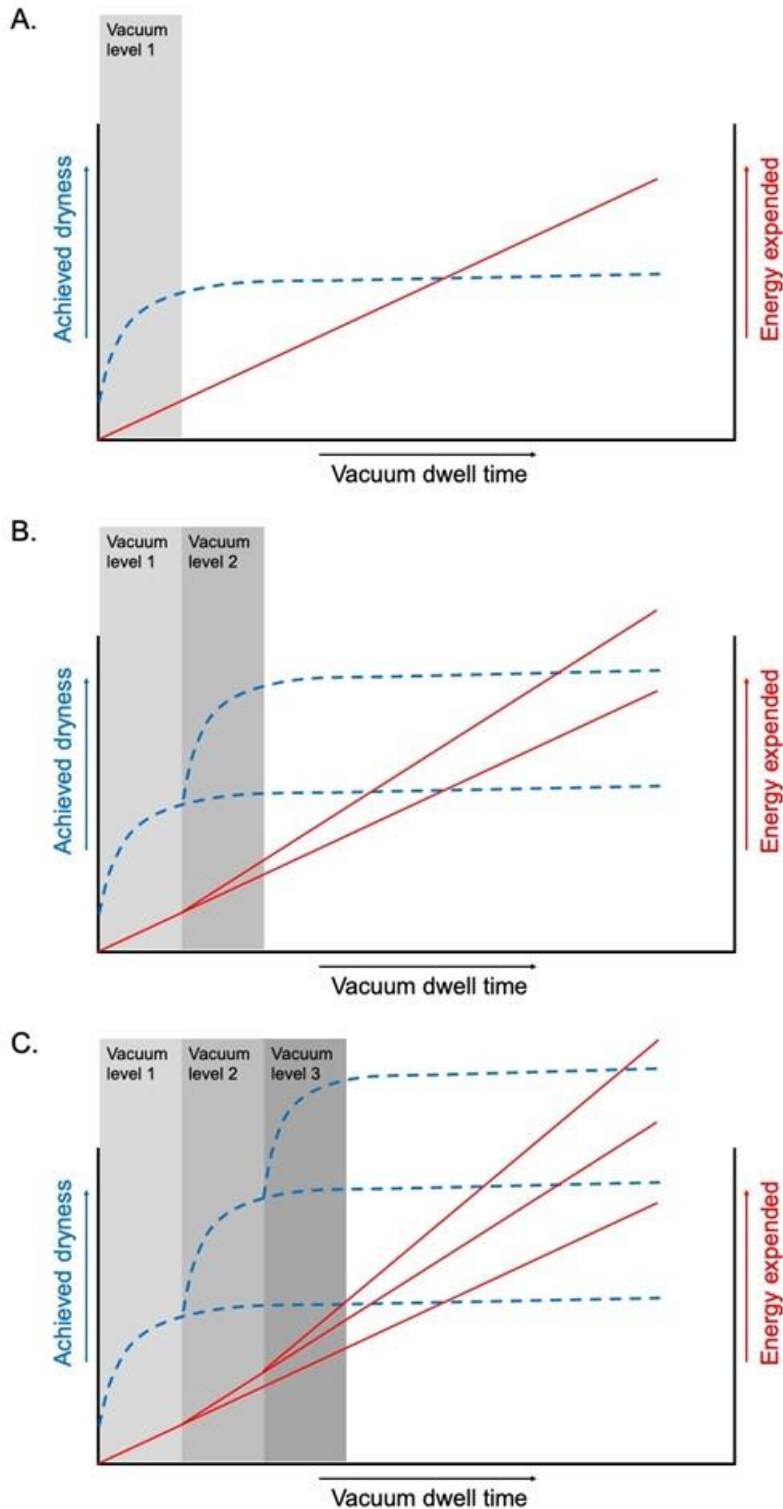 A.
Vacuum
level 1
Achieved dryness
Energy expended
Vacuum dwell time
B.
Vacuum
level 1
Vacuum
level 2
Achieved dryness
Energy expended
Vacuum dwell time
C.
Vacuum
level 1
Vacuum
level 2
Vacuum
level 3
Achieved dryness
Energy expended
Vacuum dwell time